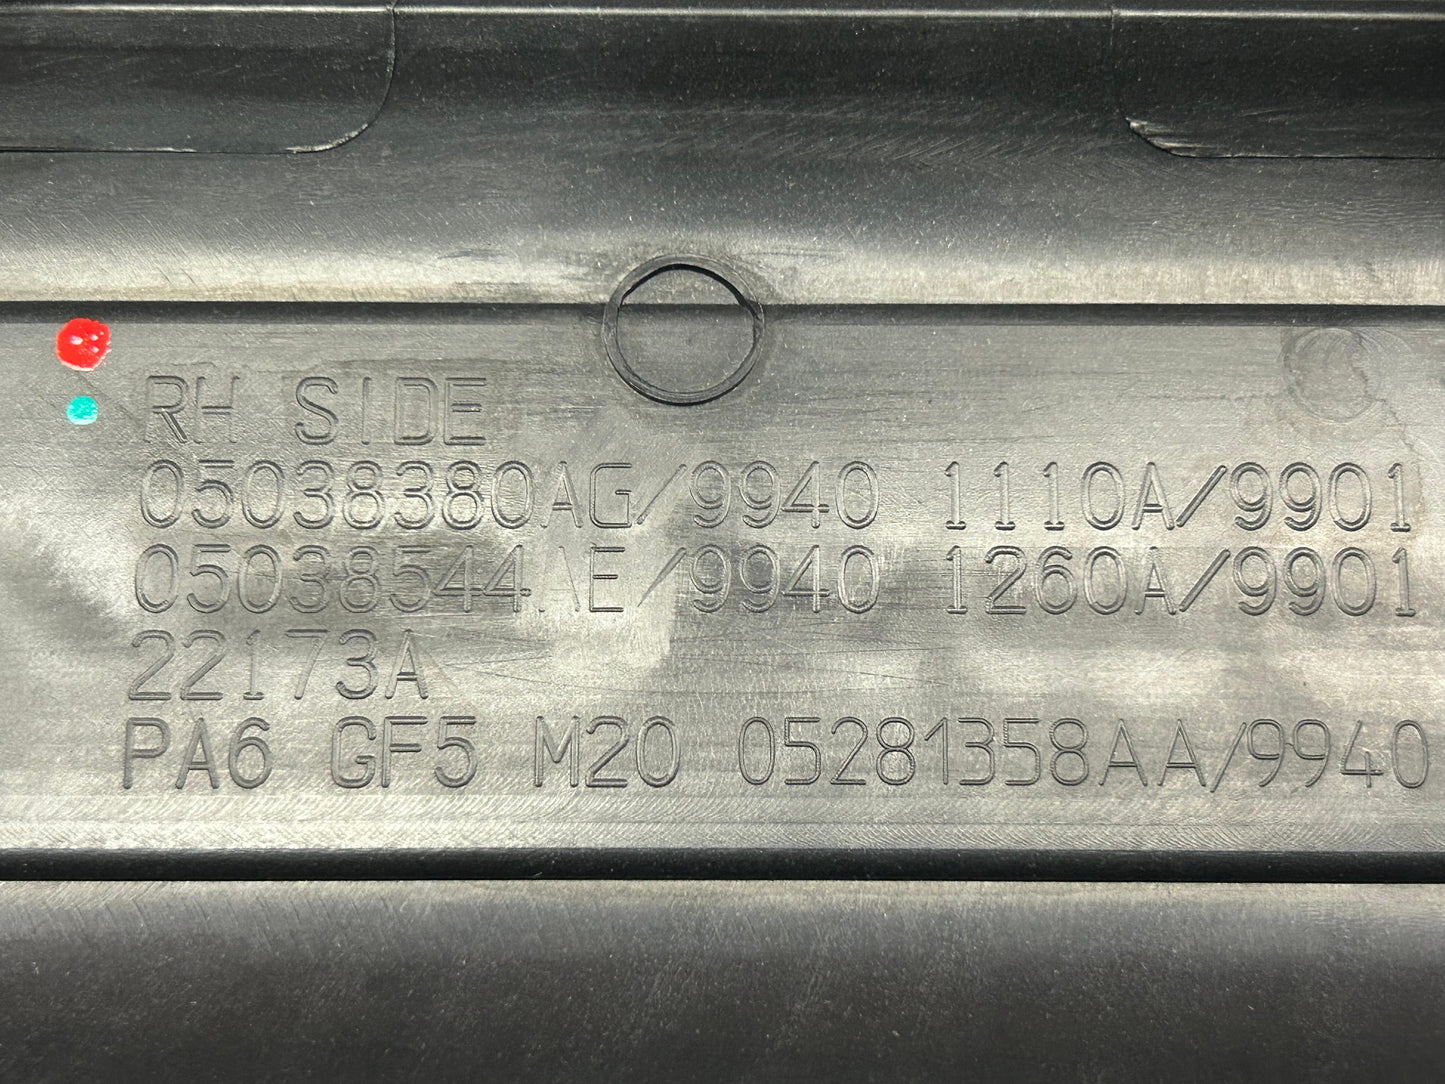 RH SIDE
05038380AG/9940 1110A/9901
05038544AE/9940 1260A/9901
22173A
PA6 GF5 M20 05281358AA/9940